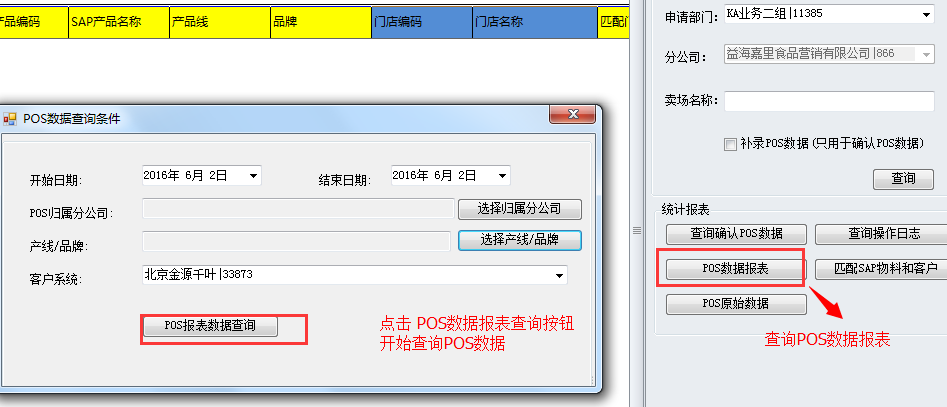 产品编码 SAP产品名称 产品线 品牌 门店编码 门店名称 匹配门
POS数据查询条件
开始日期: 2016年 6月 2日 结束日期: 2016年 6月 2日
POS归属分公司: 选择归属分公司
产线/品牌: 选择产线/品牌
客户系统: 北京金源千叶|33873
POS报表数据查询
点击 POS数据报表查询按钮
开始查询POS数据
申请部门: KA业务二组|11385
分公司: 益海嘉里食品营销有限公司|866
卖场名称:
补录POS数据(只用于确认POS数据)
查询
统计报表
查询确认POS数据 查询操作日志
POS数据报表 匹配SAP物料和客户
POS原始数据
查询POS数据报表